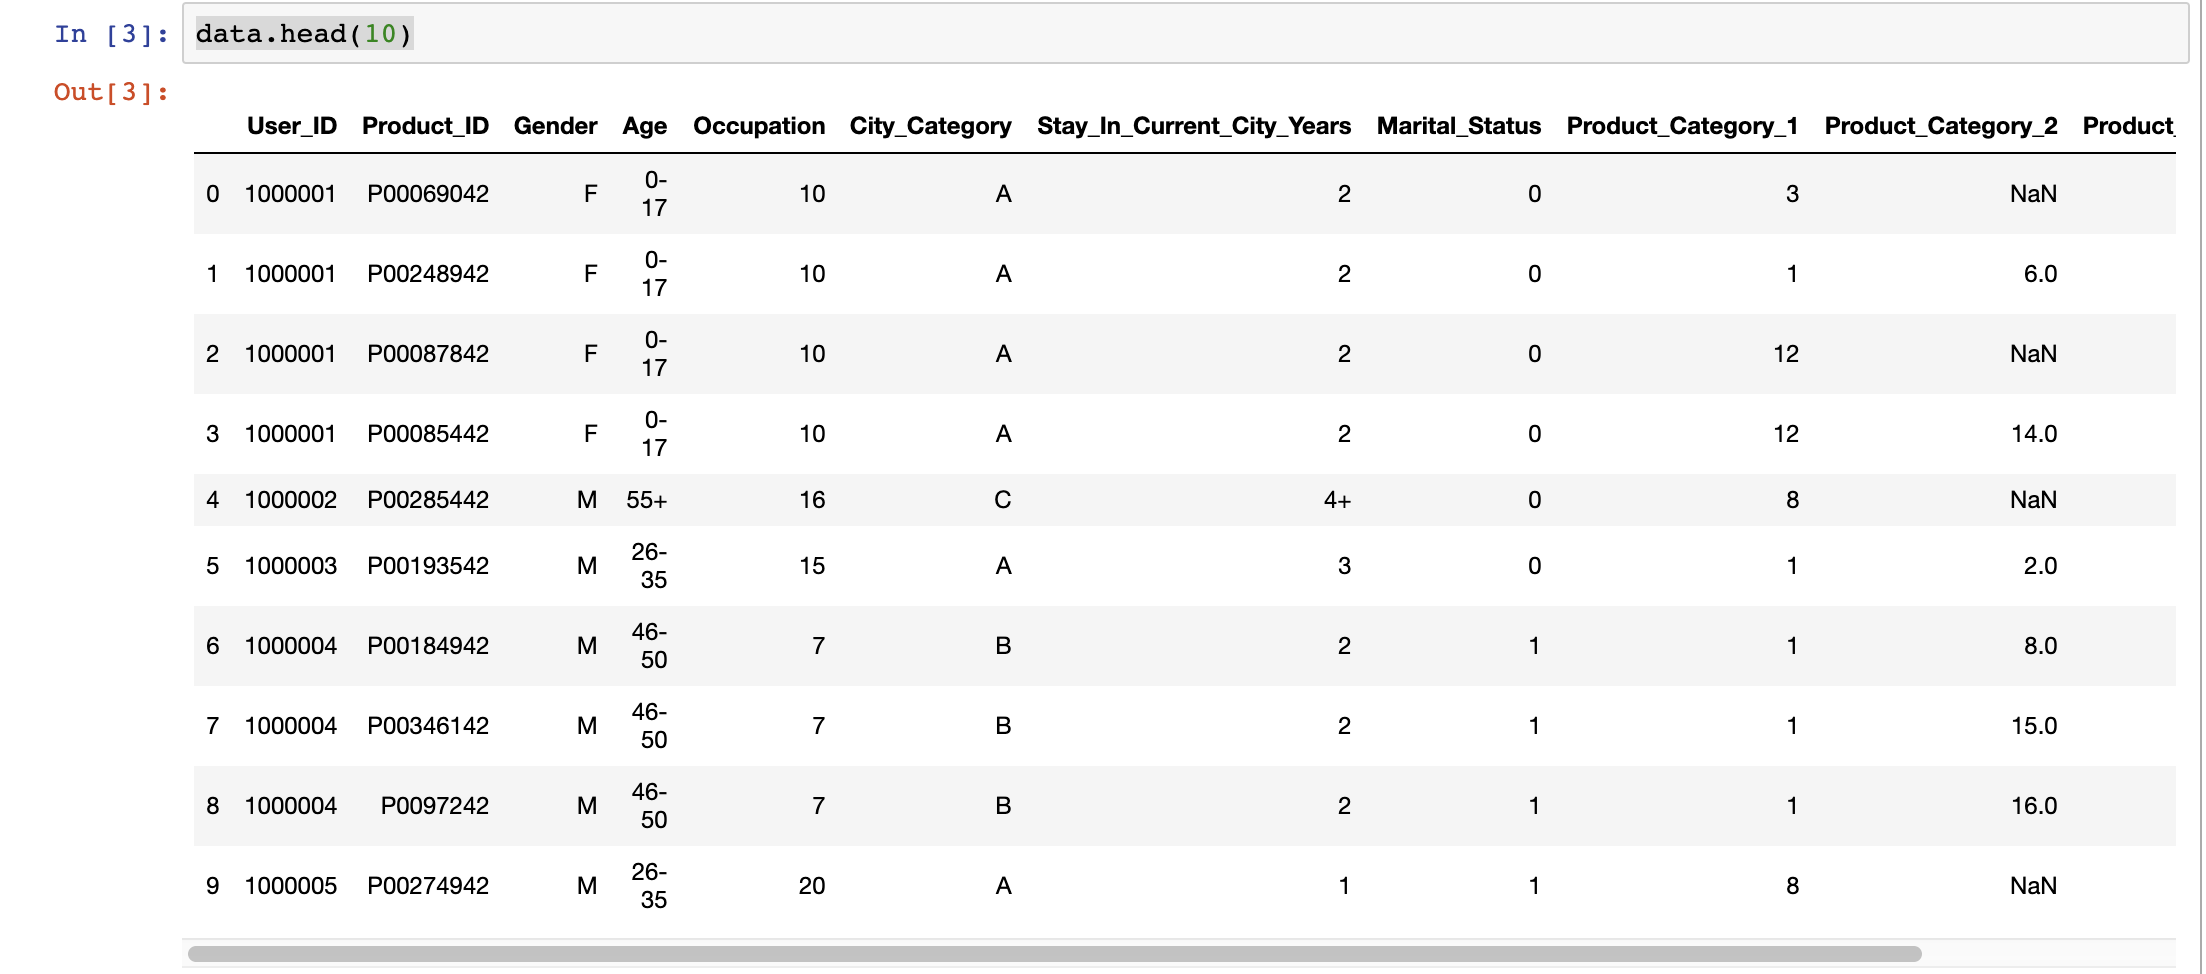 In [3]: data.head(10)
Out[3]:
User_ID Product_ID Gender Age Occupation City_Category Stay_In_Current_City_Years Marital_Status Product_Category_1 Product_Category_2 Product_
0 1000001 P00069042 F 0-17 10 A 2 0 3 NaN
1 1000001 P00248942 F 0-17 10 A 2 0 1 6.0
2 1000001 P00087842 F 0-17 10 A 2 0 12 NaN
3 1000001 P00085442 F 0-17 10 A 2 0 12 14.0
4 1000002 P00285442 M 55+ 16 C 4+ 0 8 NaN
5 1000003 P00193542 M 26-35 15 A 3 0 1 2.0
6 1000004 P00184942 M 46-50 7 B 2 1 1 8.0
7 1000004 P00346142 M 46-50 7 B 2 1 1 15.0
8 1000004 P0097242 M 46-50 7 B 2 1 1 16.0
9 1000005 P00274942 M 26-35 20 A 1 1 8 NaN